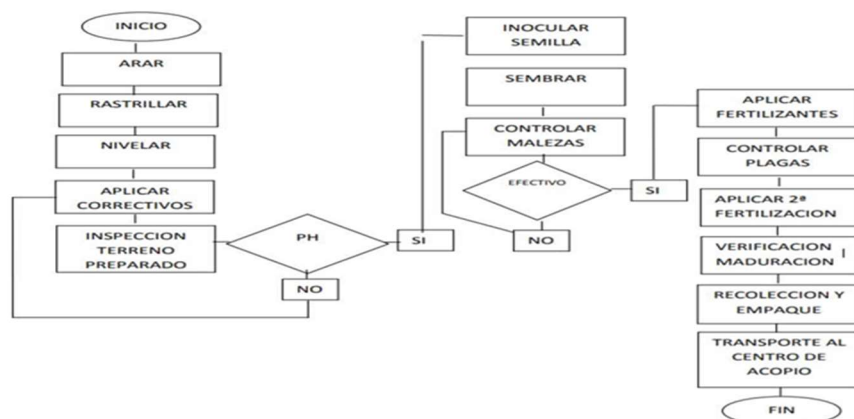 INICIO
ARAR
RASTRILLAR
NIVELAR
APLICAR
CORRECTIVOS
INSPECCION
TERRENO
PREPARADO
PH
SI
NO
INOCULAR
SEMILLA
SEMBRAR
CONTROLAR
MALEZAS
EFECTIVO
SI
NO
APLICAR
FERTILIZANTES
CONTROLAR
PLAGAS
APLICAR 2ª
FERTILIZACION
VERIFICACION
MADURACION
RECOLECCION Y
EMPAQUE
TRANSPORTE AL
CENTRO DE
ACOPIO
FIN